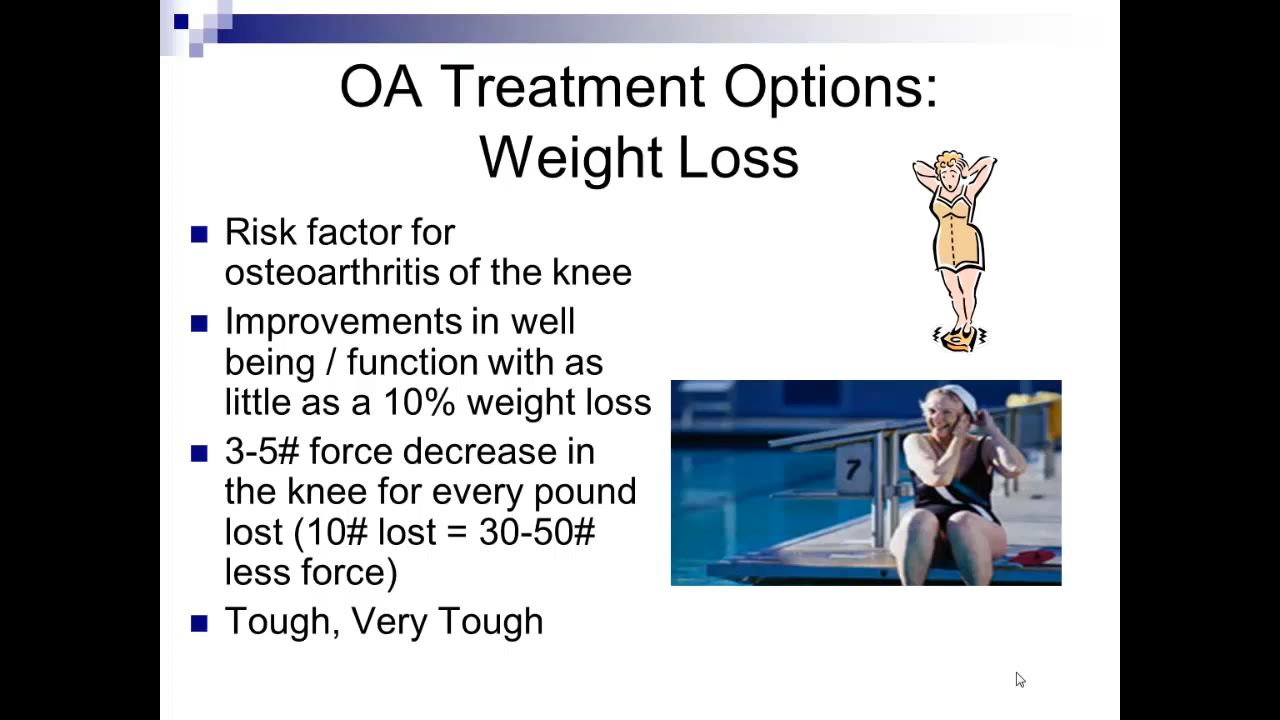 OA Treatment Options:
Weight Loss
Risk factor for
osteoarthritis of the knee
Improvements in well
being / function with as
little as a 10% weight loss
3-5# force decrease in
the knee for every pound
lost (10# lost = 30-50#
less force)
Tough, Very Tough
7